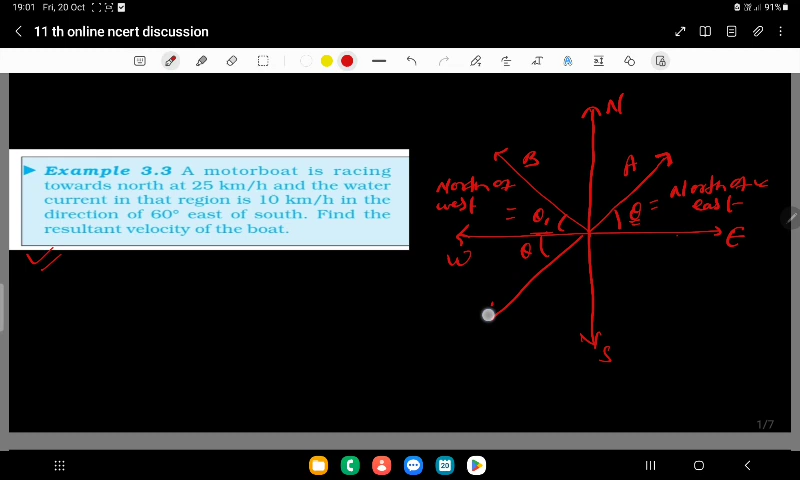 19:01 Fri, 20 Oct
91%
11 th online ncert discussion
Example 3.3 A motorboat is racing
towards north at 25 km/h and the water
current in that region is 10 km/h in the
direction of 60° east of south. Find the
resultant velocity of the boat.
N
B
A
North of
west
= θ₁
θ =
North of
east
W
θ
E
S
1/7
20